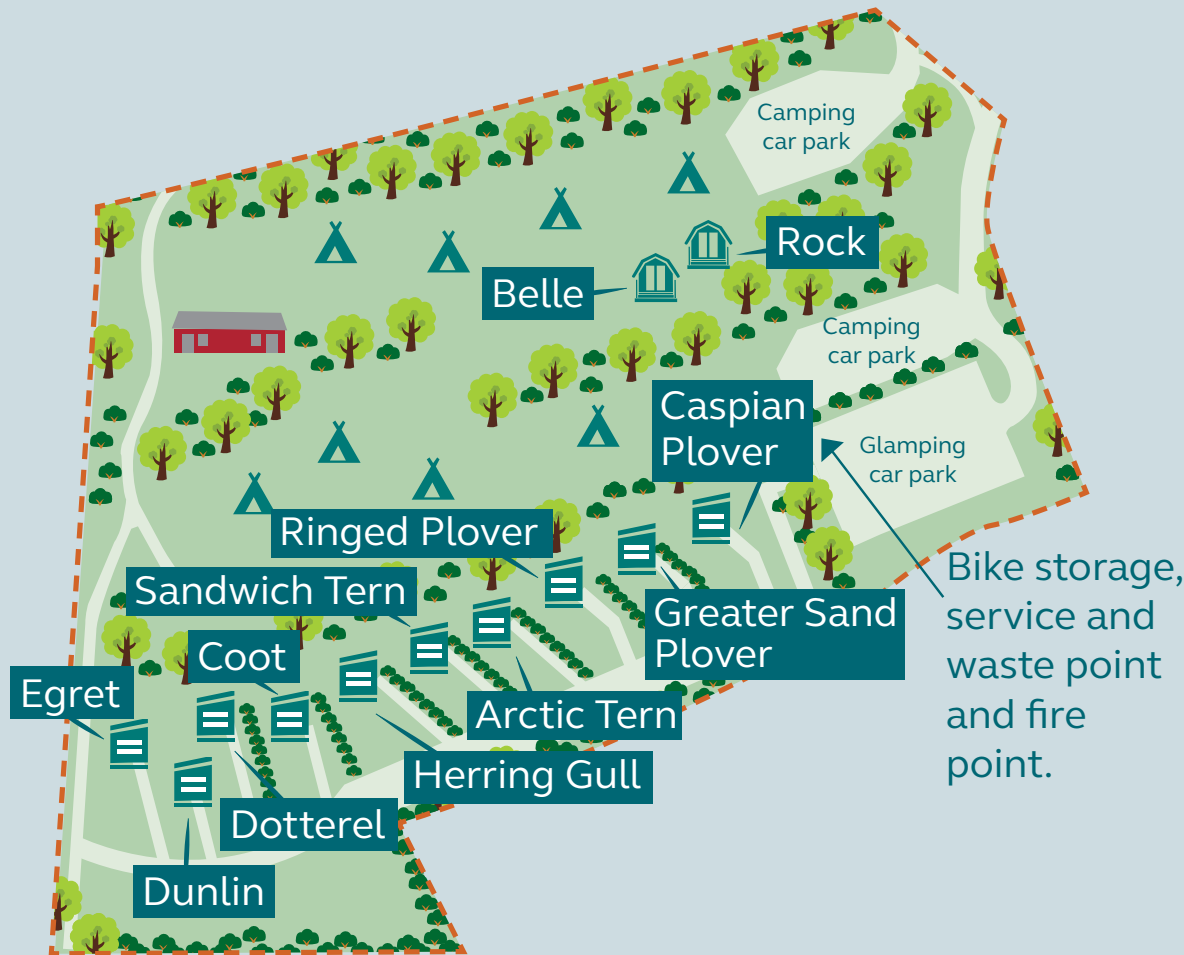 Camping
car park
Rock
Belle
Camping
car park
Caspian
Plover
Glamping
car park
Ringed Plover
Bike storage,
service and
waste point
and fire
point.
Sandwich Tern
Greater Sand
Plover
Coot
Egret
Arctic Tern
Herring Gull
Dotterel
Dunlin